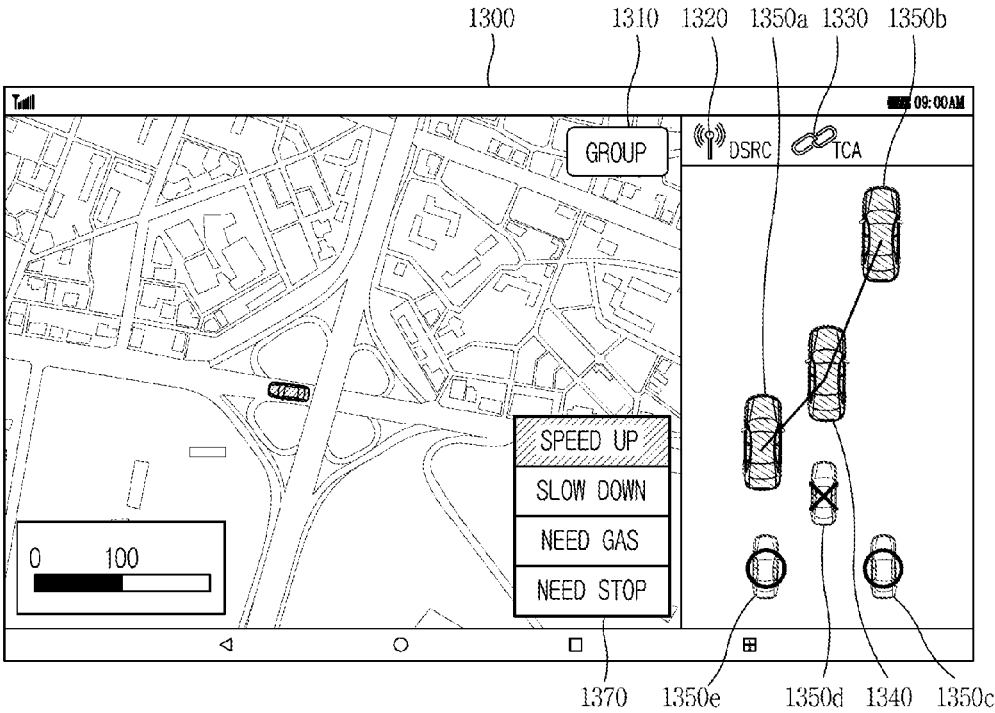 1300 1310 1320 1350a 1330 1350b
09:00AM
GROUP
DSRC TCA
SPEED UP
SLOW DOWN
NEED GAS
NEED STOP
0 100
1370 1350e 1350d 1340 1350c